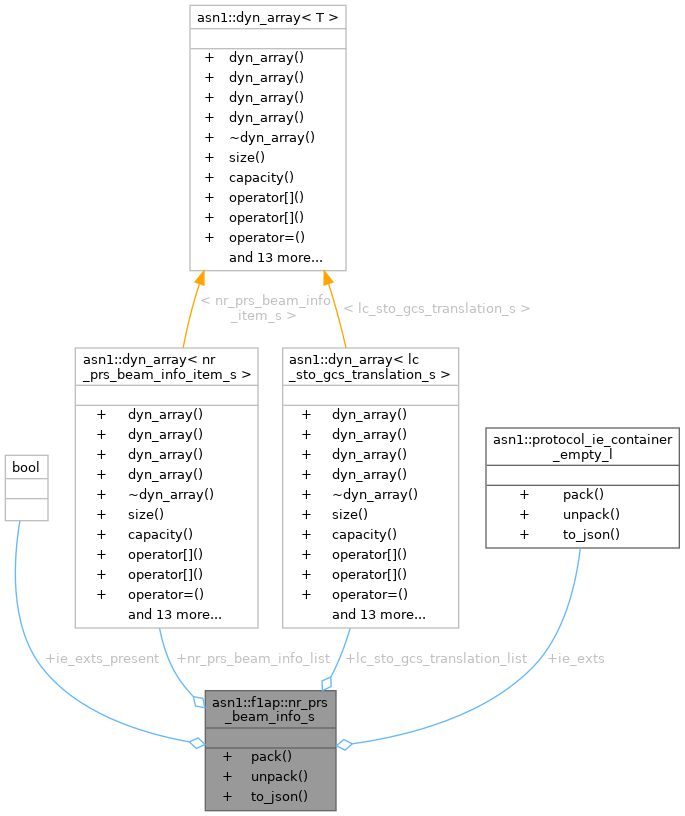 asn1::dyn_array< T >
+ dyn_array()
+ dyn_array()
+ dyn_array()
+ dyn_array()
+ ~dyn_array()
+ size()
+ capacity()
+ operator[]()
+ operator[]()
+ operator=()
and 13 more...
< nr_prs_beam_info
_item_s >
< lc_sto_gcs_translation_s >
asn1::dyn_array< nr
_prs_beam_info_item_s >
+ dyn_array()
+ dyn_array()
+ dyn_array()
+ dyn_array()
+ ~dyn_array()
+ size()
+ capacity()
+ operator[]()
+ operator[]()
+ operator=()
and 13 more...
asn1::dyn_array< lc
_sto_gcs_translation_s >
+ dyn_array()
+ dyn_array()
+ dyn_array()
+ dyn_array()
+ ~dyn_array()
+ size()
+ capacity()
+ operator[]()
+ operator[]()
+ operator=()
and 13 more...
asn1::protocol_ie_container
_empty_l
+ pack()
+ unpack()
+ to_json()
bool
+ie_exts_present
+nr_prs_beam_info_list
+lc_sto_gcs_translation_list
+ie_exts
asn1::f1ap::nr_prs
_beam_info_s
+ pack()
+ unpack()
+ to_json()